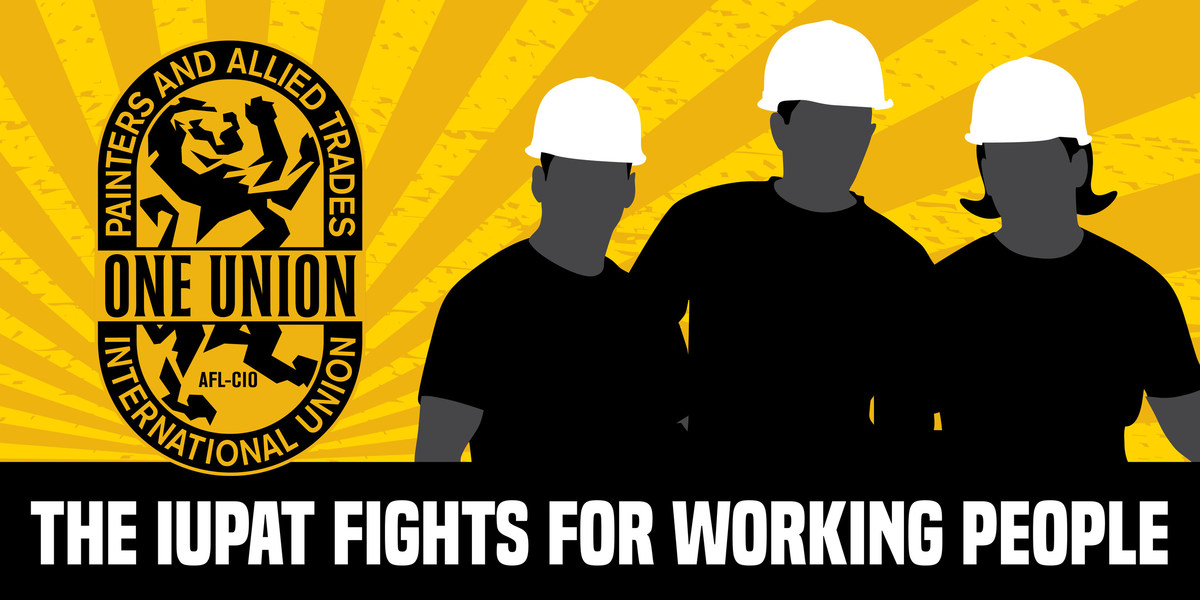 PAINTERS AND ALLIED TRADES
ONE UNION
AFL-CIO
INTERNATIONAL UNION
THE IUPAT FIGHTS FOR WORKING PEOPLE